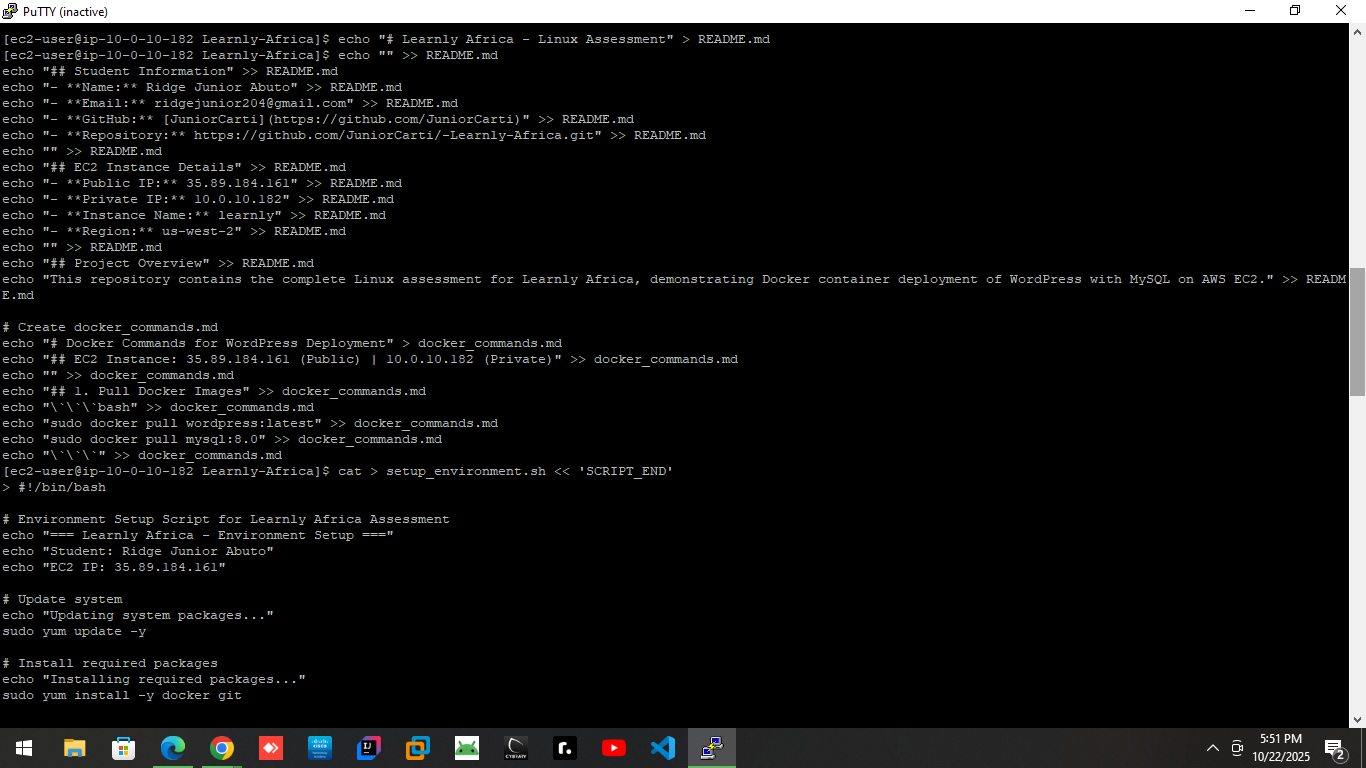 PuTTY (inactive)
[ec2-user@ip-10-0-10-182 Learnly-Africa]$ echo "# Learnly Africa - Linux Assessment" > README.md
[ec2-user@ip-10-0-10-182 Learnly-Africa]$ echo "" >> README.md
echo "## Student Information" >> README.md
echo "- **Name:** Ridge Junior Abuto" >> README.md
echo "- **Email:** ridgejunior204@gmail.com" >> README.md
echo "- **GitHub:** [JuniorCarti](https://github.com/JuniorCarti)" >> README.md
echo "- **Repository:** https://github.com/JuniorCarti/-Learnly-Africa.git" >> README.md
echo "" >> README.md
echo "## EC2 Instance Details" >> README.md
echo "- **Public IP:** 35.89.184.161" >> README.md
echo "- **Private IP:** 10.0.10.182" >> README.md
echo "- **Instance Name:** learnly" >> README.md
echo "- **Region:** us-west-2" >> README.md
echo "" >> README.md
echo "## Project Overview" >> README.md
echo "This repository contains the complete Linux assessment for Learnly Africa, demonstrating Docker container deployment of WordPress with MySQL on AWS EC2." >> READM
E.md
# Create docker_commands.md
echo "# Docker Commands for WordPress Deployment" > docker_commands.md
echo "## EC2 Instance: 35.89.184.161 (Public) | 10.0.10.182 (Private)" >> docker_commands.md
echo "" >> docker_commands.md
echo "## 1. Pull Docker Images" >> docker_commands.md
echo "\`\`\`bash" >> docker_commands.md
echo "sudo docker pull wordpress:latest" >> docker_commands.md
echo "sudo docker pull mysql:8.0" >> docker_commands.md
echo "\`\`\`" >> docker_commands.md
[ec2-user@ip-10-0-10-182 Learnly-Africa]$ cat > setup_environment.sh << 'SCRIPT_END'
> #!/bin/bash
# Environment Setup Script for Learnly Africa Assessment
echo "=== Learnly Africa - Environment Setup ==="
echo "Student: Ridge Junior Abuto"
echo "EC2 IP: 35.89.184.161"
# Update system
echo "Updating system packages..."
sudo yum update -y
# Install required packages
echo "Installing required packages..."
sudo yum install -y docker git
5:51 PM
10/22/2025
2